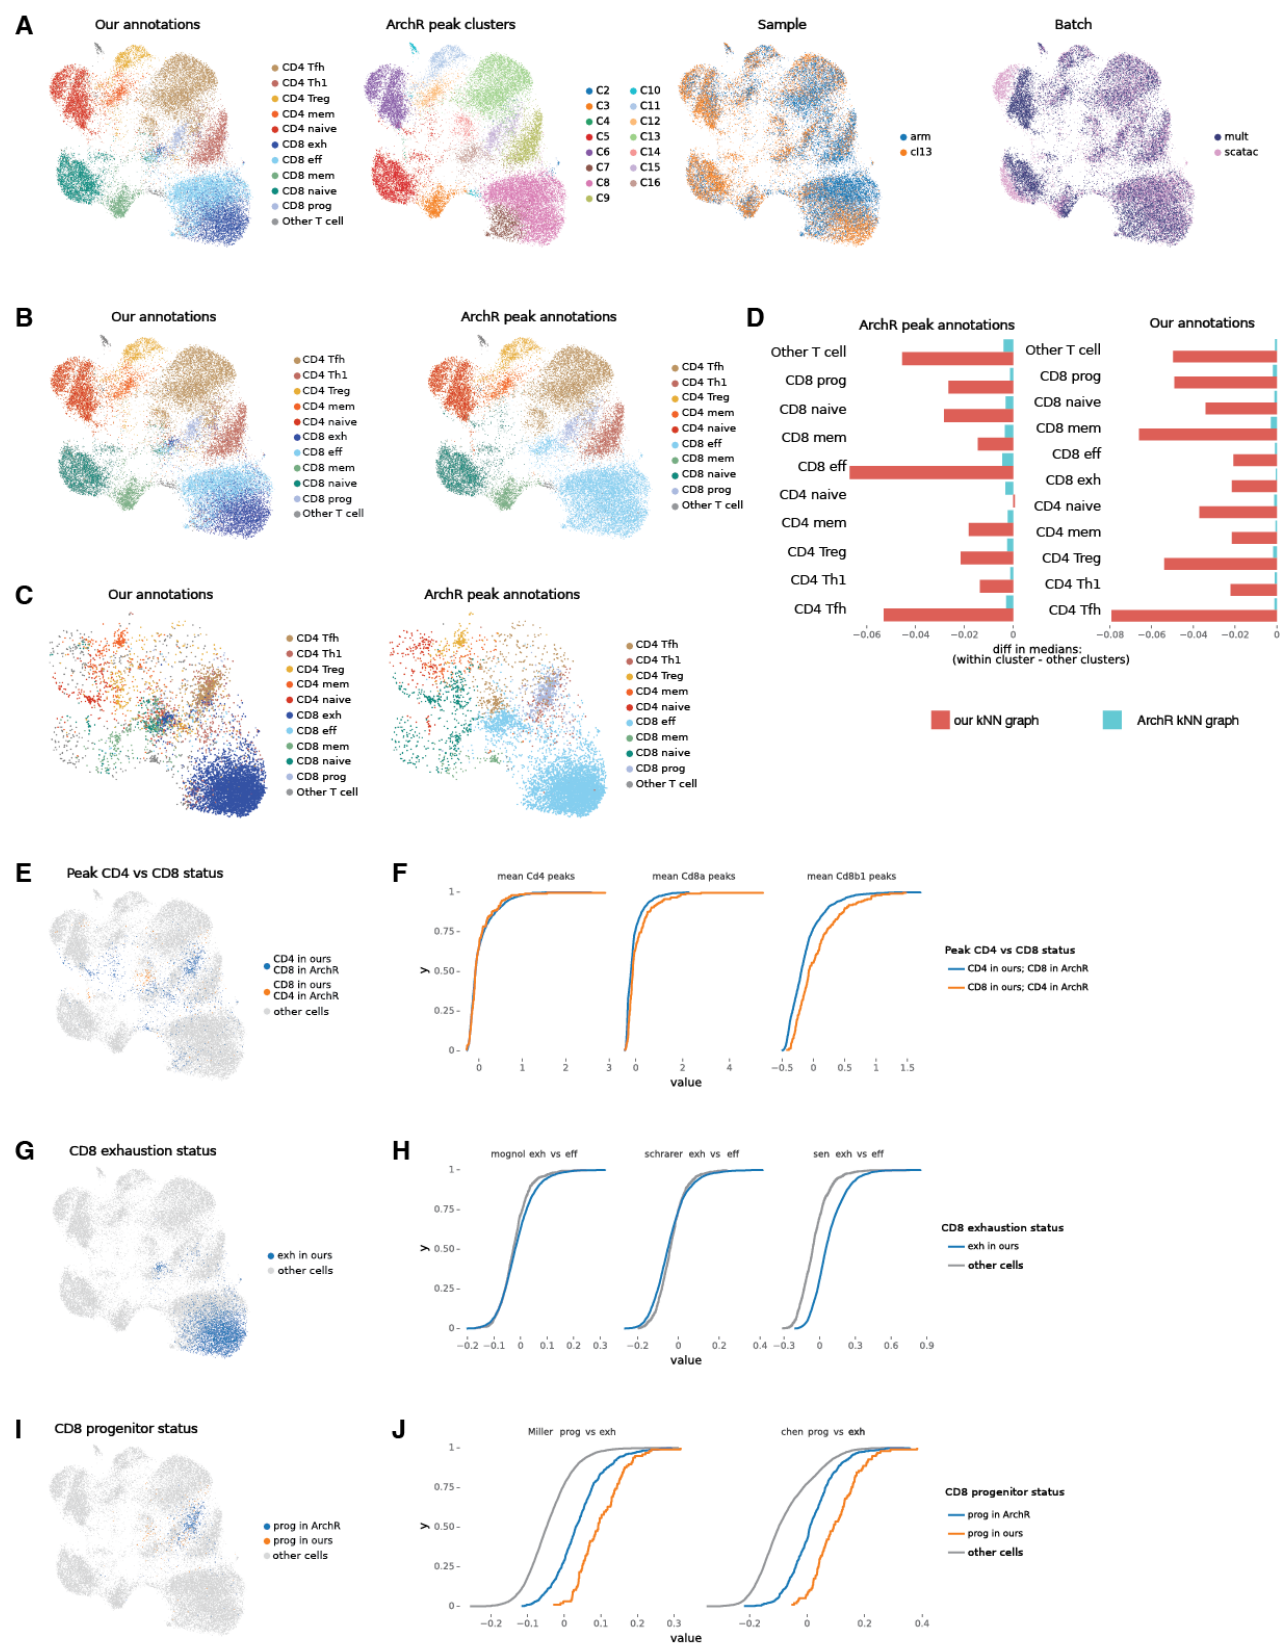 A
Our annotations
CD4 Tfh
CD4 Th1
CD4 Treg
CD4 mem
CD4 naive
CD8 exh
CD8 eff
CD8 mem
CD8 naive
CD8 prog
Other T cell
ArchR peak clusters
C2
C3
C4
C5
C6
C7
C8
C9
C10
C11
C12
C13
C14
C15
C16
Sample
arm
cl13
Batch
mult
scatac
B
Our annotations
CD4 Tfh
CD4 Th1
CD4 Treg
CD4 mem
CD4 naive
CD8 exh
CD8 eff
CD8 mem
CD8 naive
CD8 prog
Other T cell
ArchR peak annotations
CD4 Tfh
CD4 Th1
CD4 Treg
CD4 mem
CD4 naive
CD8 eff
CD8 mem
CD8 naive
CD8 prog
Other T cell
C
Our annotations
CD4 Tfh
CD4 Th1
CD4 Treg
CD4 mem
CD4 naive
CD8 exh
CD8 eff
CD8 mem
CD8 naive
CD8 prog
Other T cell
ArchR peak annotations
CD4 Tfh
CD4 Th1
CD4 Treg
CD4 mem
CD4 naive
CD8 eff
CD8 mem
CD8 naive
CD8 prog
Other T cell
D
ArchR peak annotations
Other T cell
CD8 prog
CD8 naive
CD8 mem
CD8 eff
CD4 naive
CD4 mem
CD4 Treg
CD4 Th1
CD4 Tfh
−0.06 −0.04 −0.02 0
Our annotations
Other T cell
CD8 prog
CD8 naive
CD8 mem
CD8 eff
CD8 exh
CD4 naive
CD4 mem
CD4 Treg
CD4 Th1
CD4 Tfh
−0.08 −0.06 −0.04 −0.02 0
diff in medians:
(within cluster - other clusters)
our kNN graph
ArchR kNN graph
E
Peak CD4 vs CD8 status
CD4 in ours
CD8 in ArchR
CD8 in ours
CD4 in ArchR
other cells
F
mean Cd4 peaks
mean Cd8a peaks
mean Cd8b1 peaks
y
1
0.75
0.50
0.25
0
0 1 2 3
0 2 4
−0.5 0 0.5 1 1.5
value
Peak CD4 vs CD8 status
CD4 in ours; CD8 in ArchR
CD8 in ours; CD4 in ArchR
G
CD8 exhaustion status
exh in ours
other cells
H
mognol exh vs eff
schrarer exh vs eff
sen exh vs eff
y
1
0.75
0.50
0.25
0
−0.2 −0.1 0 0.1 0.2 0.3
−0.2 0 0.2 0.4
−0.3 0 0.3 0.6 0.9
value
CD8 exhaustion status
exh in ours
other cells
I
CD8 progenitor status
prog in ArchR
prog in ours
other cells
J
Miller prog vs exh
chen prog vs exh
y
1
0.75
0.50
0.25
0
−0.2 −0.1 0 0.1 0.2 0.3
−0.2 0 0.2 0.4
value
CD8 progenitor status
prog in ArchR
prog in ours
other cells